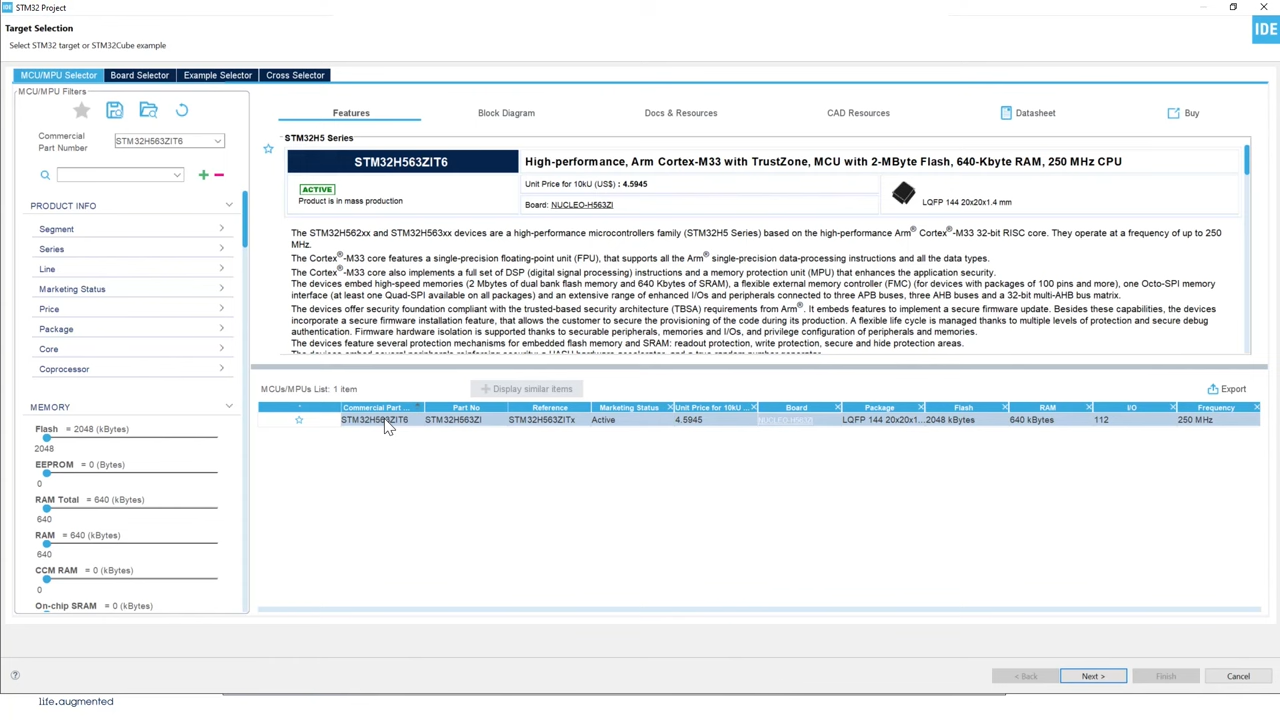 IDE STM32 Project
Target Selection
Select STM32 target or STM32Cube example
IDE
MCU/MPU Selector Board Selector Example Selector Cross Selector
MCU/MPU Filters
Commercial Part Number STM32H563ZIT6
PRODUCT INFO
Segment
Series
Line
Marketing Status
Price
Package
Core
Coprocessor
MEMORY
Flash = 2048 (kBytes)
2048
EEPROM = 0 (Bytes)
0
RAM Total = 640 (kBytes)
640
RAM = 640 (kBytes)
640
CCM RAM = 0 (kBytes)
0
On-chip SRAM = 0 (kBytes)
Features Block Diagram Docs & Resources CAD Resources Datasheet Buy
STM32H5 Series
STM32H563ZIT6
High-performance, Arm Cortex-M33 with TrustZone, MCU with 2-MByte Flash, 640-Kbyte RAM, 250 MHz CPU
ACTIVE
Product is in mass production
Unit Price for 10kU (US$) : 4.5945
Board: NUCLEO-H563ZI
LQFP 144 20x20x1.4 mm
The STM32H562xx and STM32H563xx devices are a high-performance microcontrollers family (STM32H5 Series) based on the high-performance Arm® Cortex®-M33 32-bit RISC core. They operate at a frequency of up to 250
MHz.
The Cortex®-M33 core features a single-precision floating-point unit (FPU), that supports all the Arm® single-precision data-processing instructions and all the data types.
The Cortex®-M33 core also implements a full set of DSP (digital signal processing) instructions and a memory protection unit (MPU) that enhances the application security.
The devices embed high-speed memories (2 Mbytes of dual bank flash memory and 640 Kbytes of SRAM), a flexible external memory controller (FMC) (for devices with packages of 100 pins and more), one Octo-SPI memory
interface (at least one Quad-SPI available on all packages) and an extensive range of enhanced I/Os and peripherals connected to three APB buses, three AHB buses and a 32-bit multi-AHB bus matrix.
The devices offer security foundation compliant with the trusted-based security architecture (TBSA) requirements from Arm®. It embeds features to implement a secure firmware update. Besides these capabilities, the devices
incorporate a secure firmware installation feature, that allows the customer to secure the provisioning of the code during its production. A flexible life cycle is managed thanks to multiple levels of protection and secure debug
authentication. Firmware hardware isolation is supported thanks to securable peripherals, memories and I/Os, and privilege configuration of peripherals and memories.
The devices feature several protection mechanisms for embedded flash memory and SRAM: readout protection, write protection, secure and hide protection areas.
The devices embed several peripherals reinforcing security: a HASH hardware accelerator, and a true random number generator.
MCUs/MPUs List: 1 item
+ Display similar items
Export
* Commercial Part ... Part No Reference Marketing Status Unit Price for 10kU ... Board Package Flash RAM I/O Frequency
STM32H563ZIT6 STM32H563ZI STM32H563ZITx Active 4.5945 NUCLEO-H563ZI LQFP 144 20x20x1... 2048 kBytes 640 kBytes 112 250 MHz
< Back Next > Finish Cancel
life.augmented